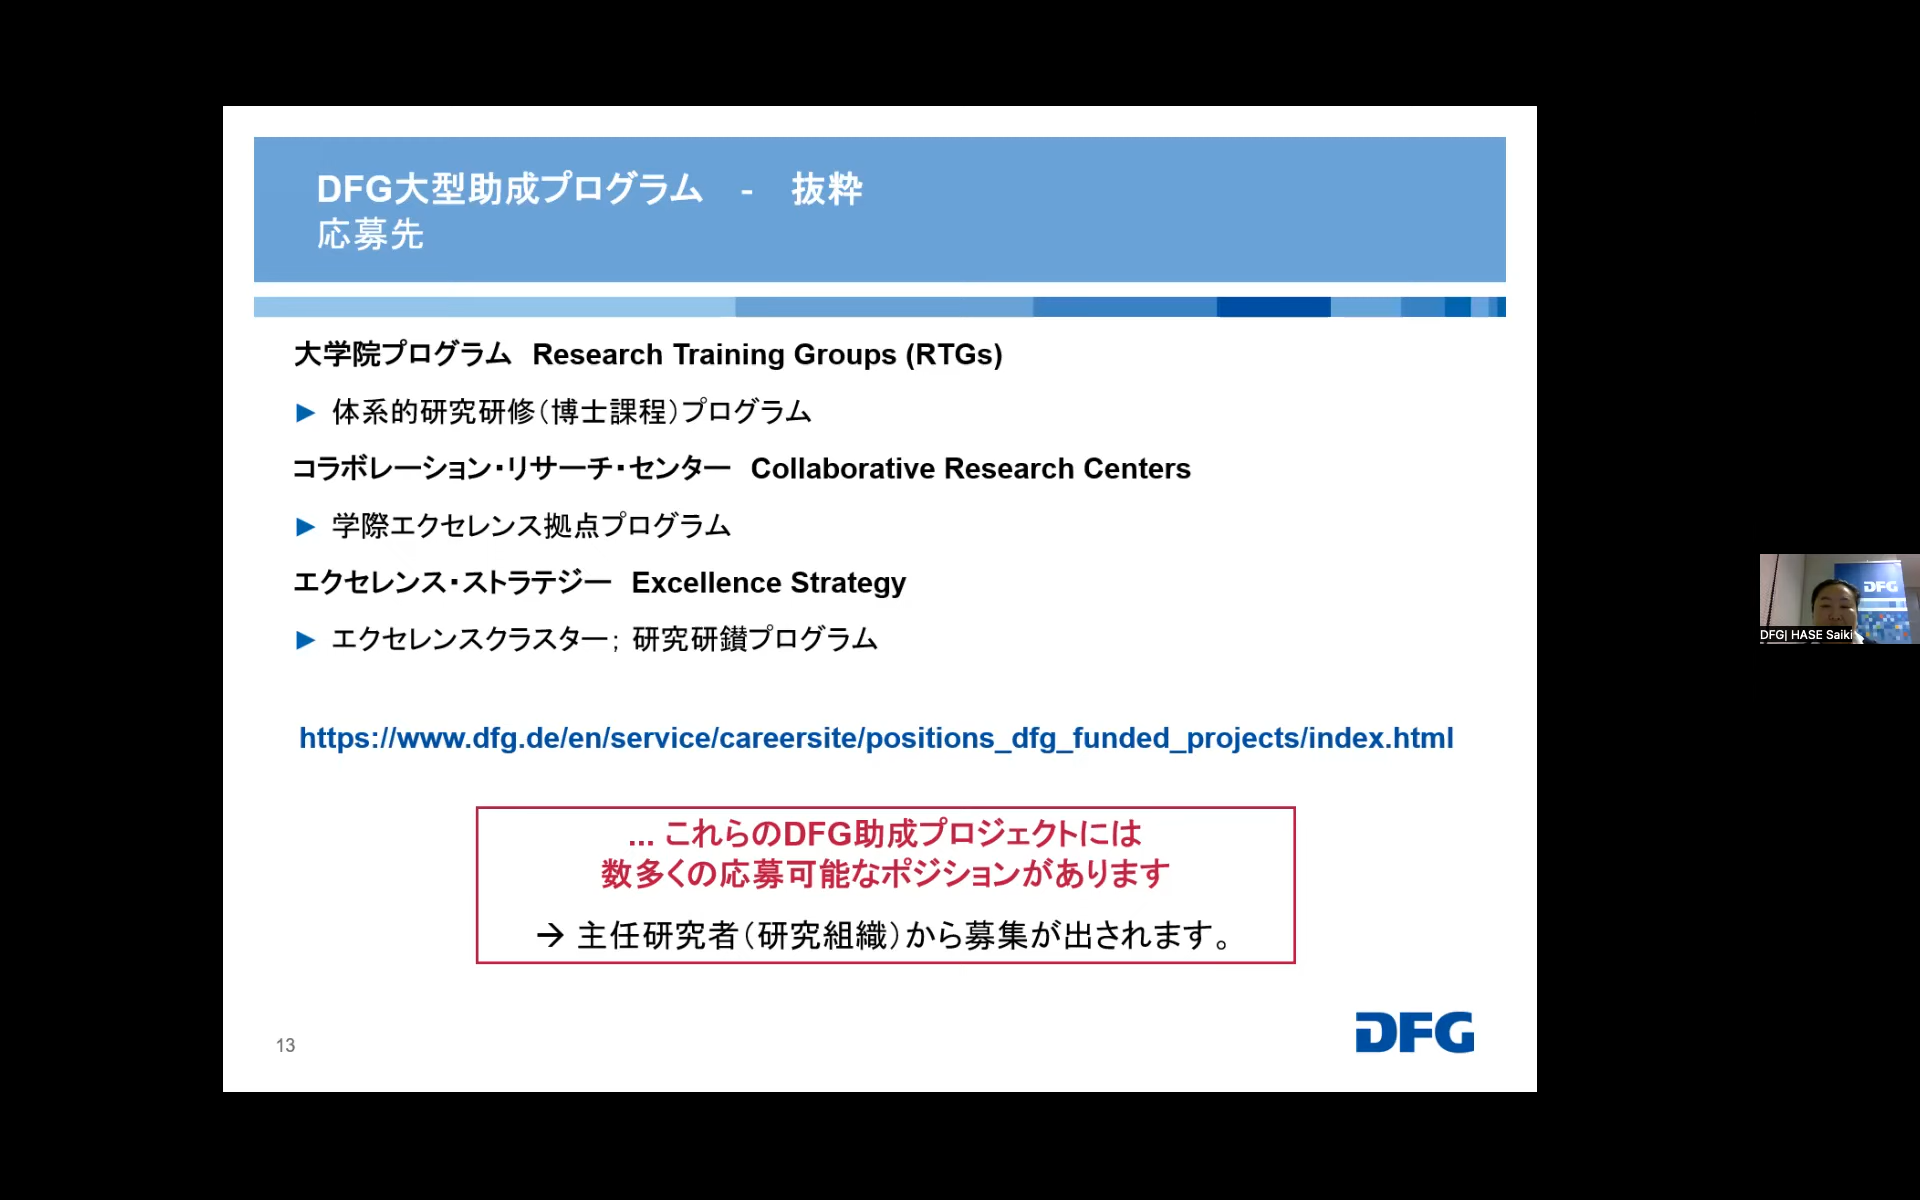 DFG大型助成プログラム　-　抜粋
応募先
大学院プログラム Research Training Groups (RTGs)
► 体系的研究研修（博士課程）プログラム
コラボレーション・リサーチ・センター Collaborative Research Centers
► 学際エクセレンス拠点プログラム
エクセレンス・ストラテジー Excellence Strategy
► エクセレンスクラスター; 研究研鑚プログラム
https://www.dfg.de/en/service/careersite/positions_dfg_funded_projects/index.html
... これらのDFG助成プロジェクトには
数多くの応募可能なポジションがあります
→ 主任研究者（研究組織）から募集が出されます。
13
DFG
DFG
DFG| HASE Saiki